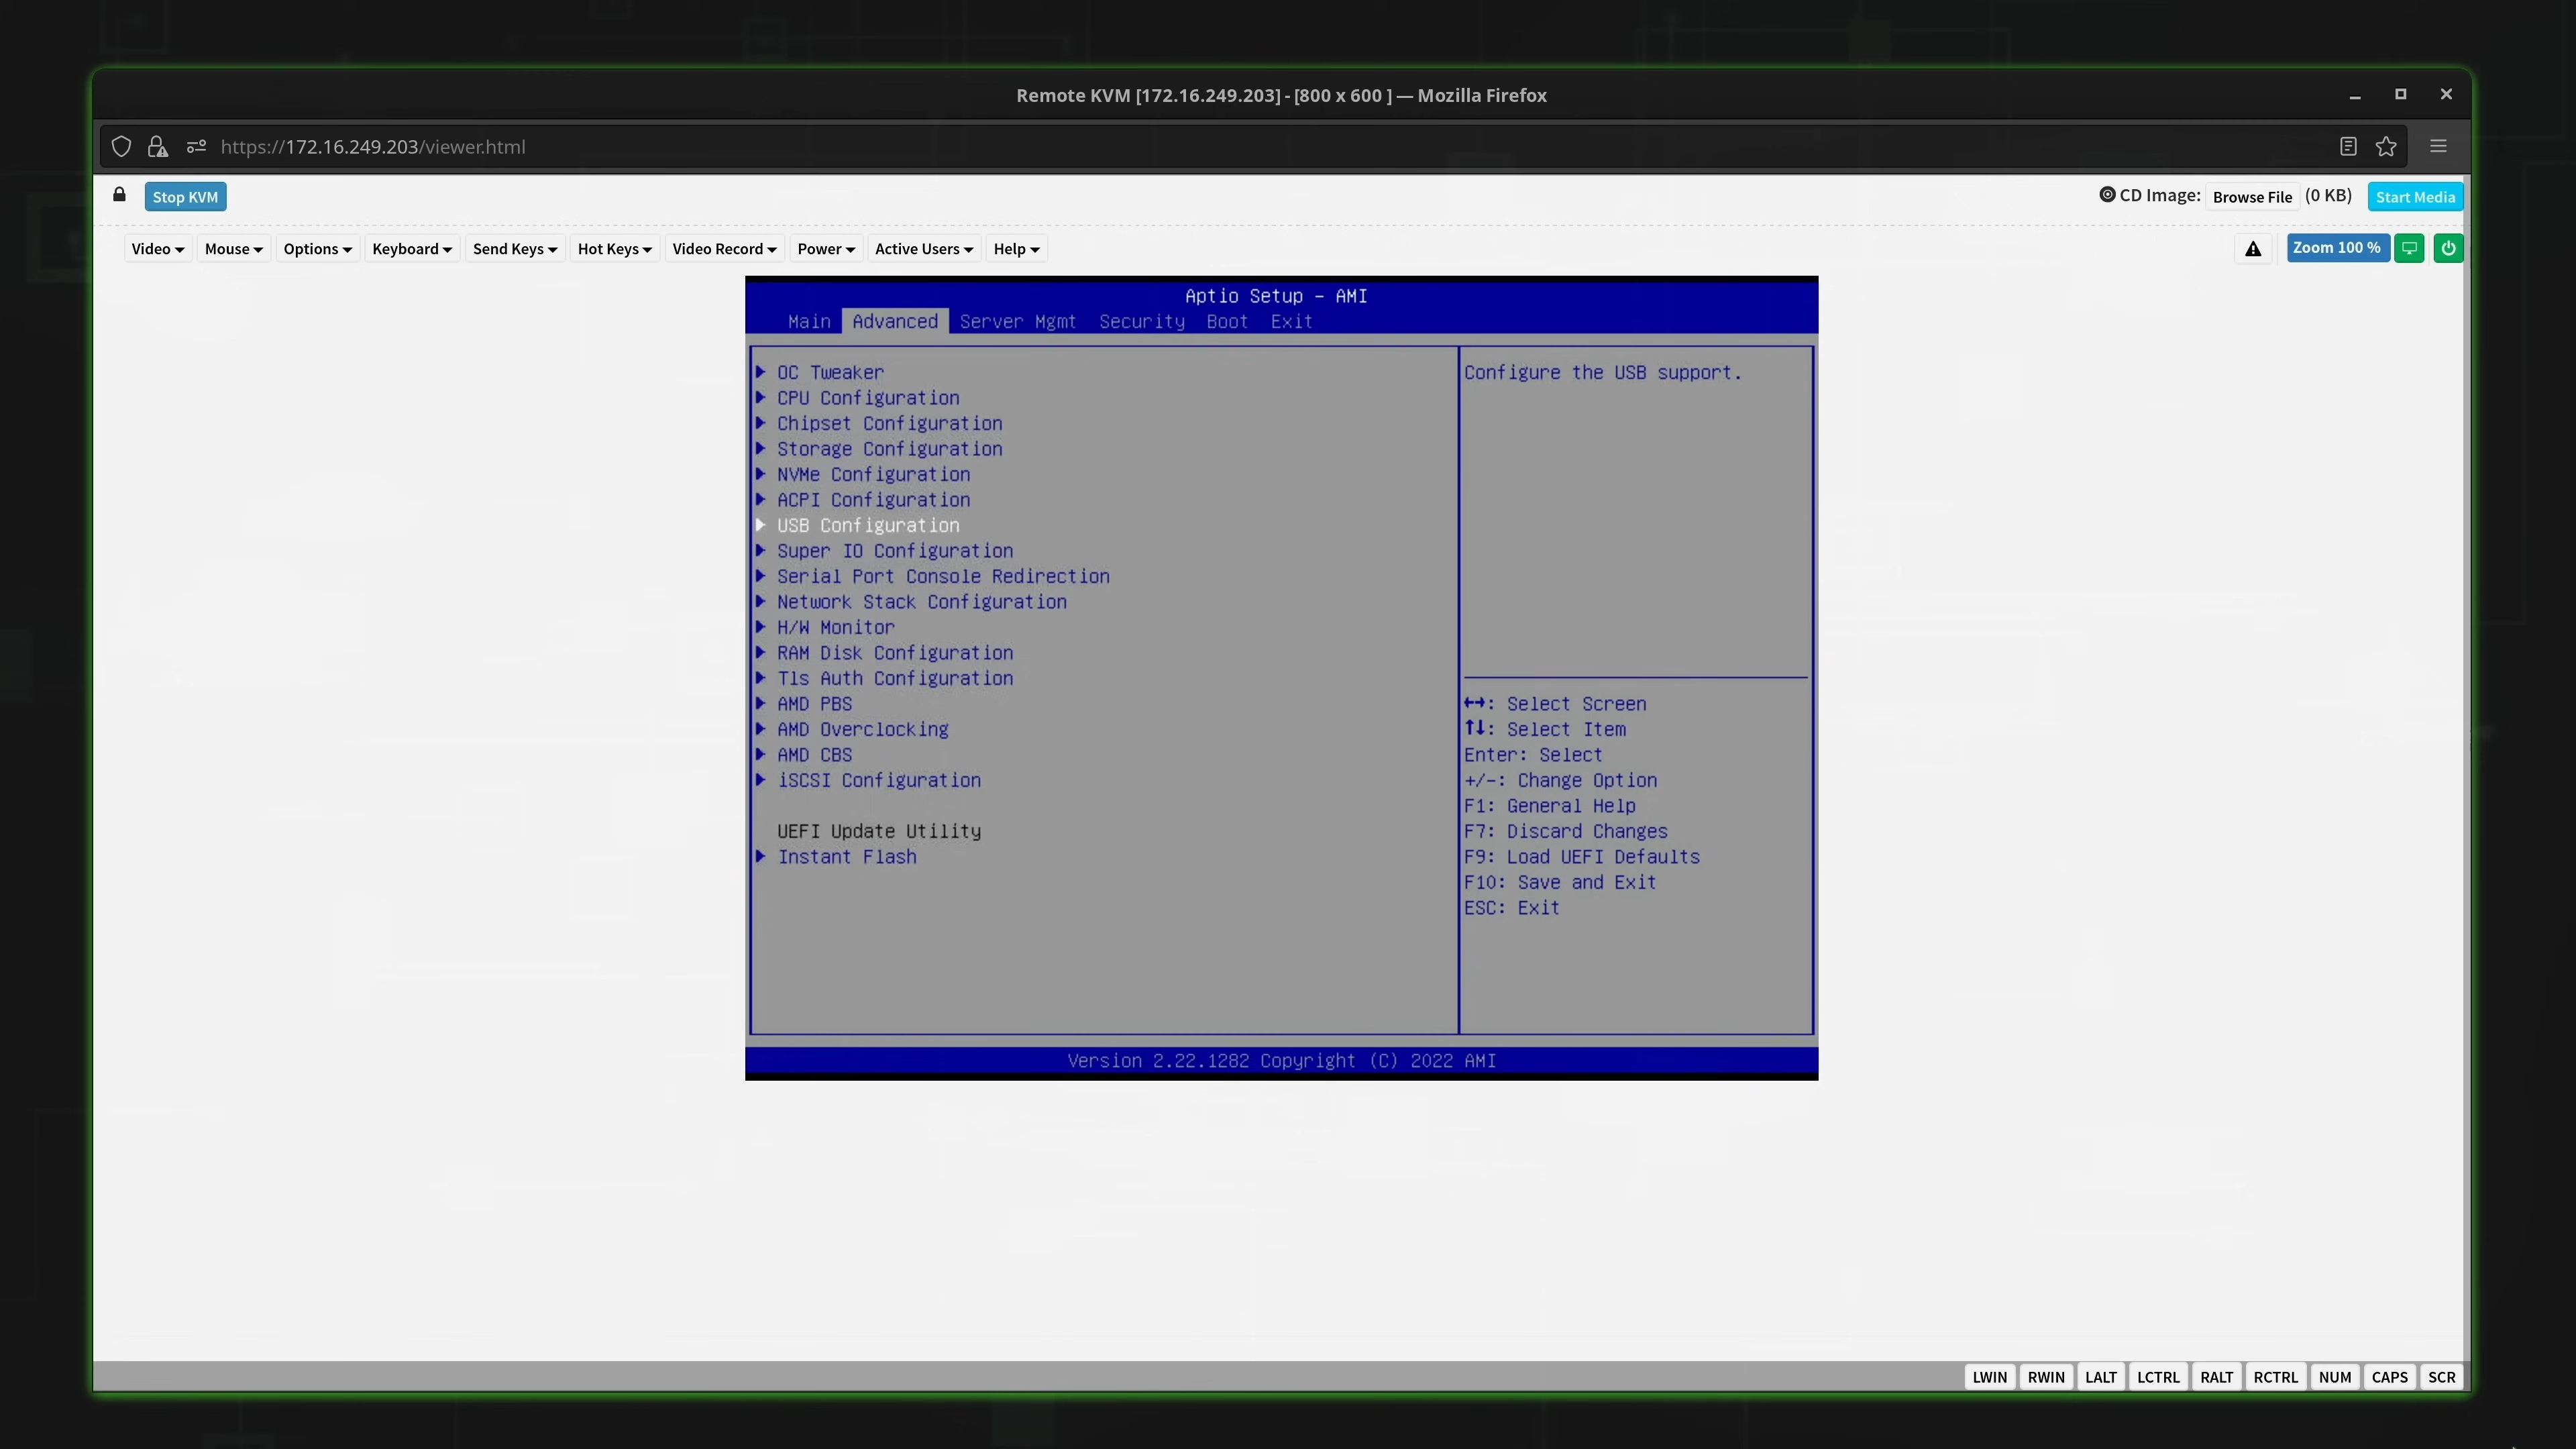 Remote KVM [172.16.249.203] - [800 x 600 ] — Mozilla Firefox
https://172.16.249.203/viewer.html
Stop KVM
CD Image: Browse File (0 KB) Start Media
Video Mouse Options Keyboard Send Keys Hot Keys Video Record Power Active Users Help
Zoom 100 %
Aptio Setup - AMI
Main Advanced Server Mgmt Security Boot Exit
OC Tweaker
CPU Configuration
Chipset Configuration
Storage Configuration
NVMe Configuration
ACPI Configuration
USB Configuration
Super IO Configuration
Serial Port Console Redirection
Network Stack Configuration
H/W Monitor
RAM Disk Configuration
Tls Auth Configuration
AMD PBS
AMD Overclocking
AMD CBS
iSCSI Configuration
UEFI Update Utility
Instant Flash
Configure the USB support.
↔: Select Screen
↑↓: Select Item
Enter: Select
+/-: Change Option
F1: General Help
F7: Discard Changes
F9: Load UEFI Defaults
F10: Save and Exit
ESC: Exit
Version 2.22.1282 Copyright (C) 2022 AMI
LWIN RWIN LALT LCTRL RALT RCTRL NUM CAPS SCR